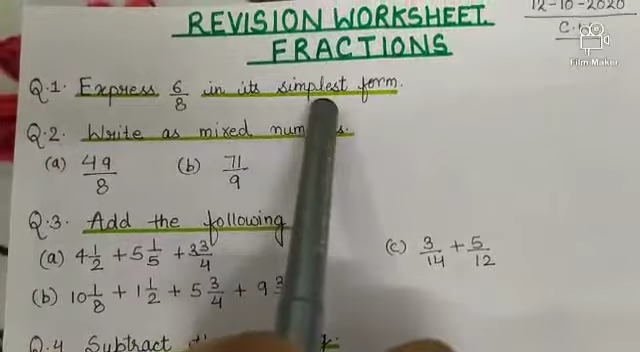 12-10-2020
REVISION WORKSHEET
FRACTIONS
Film Maker
Q.1. Express 6/8 in its simplest form.
Q.2. Write as mixed
(a) 49/8 (b) 71/9
Q.3. Add the following
(a) 4 1/2 + 5 1/5 + 3 3/4
(c) 3/14 + 5/12
(b) 10 1/8 + 1 1/2 + 5 3/4 + 9
Q.4 Subtract